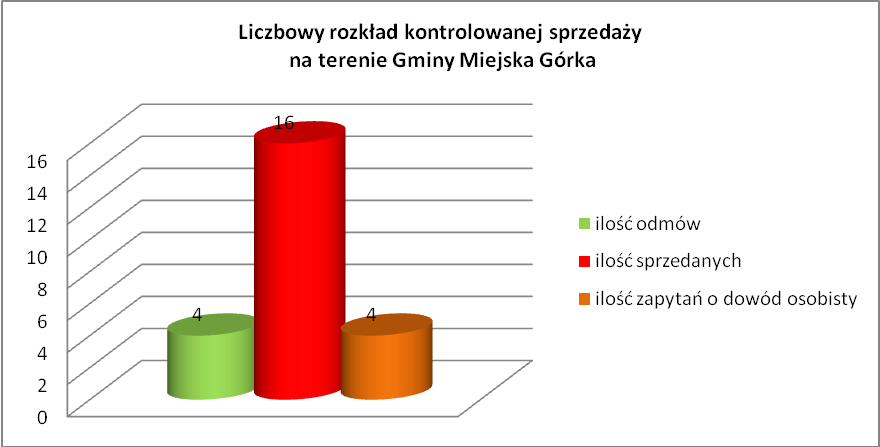 Liczbowy rozkład kontrolowanej sprzedaży
na terenie Gminy Miejska Górka
16
14
12
10
8
6
4
2
0
4
16
4
ilość odmów
ilość sprzedanych
ilość zapytań o dowód osobisty